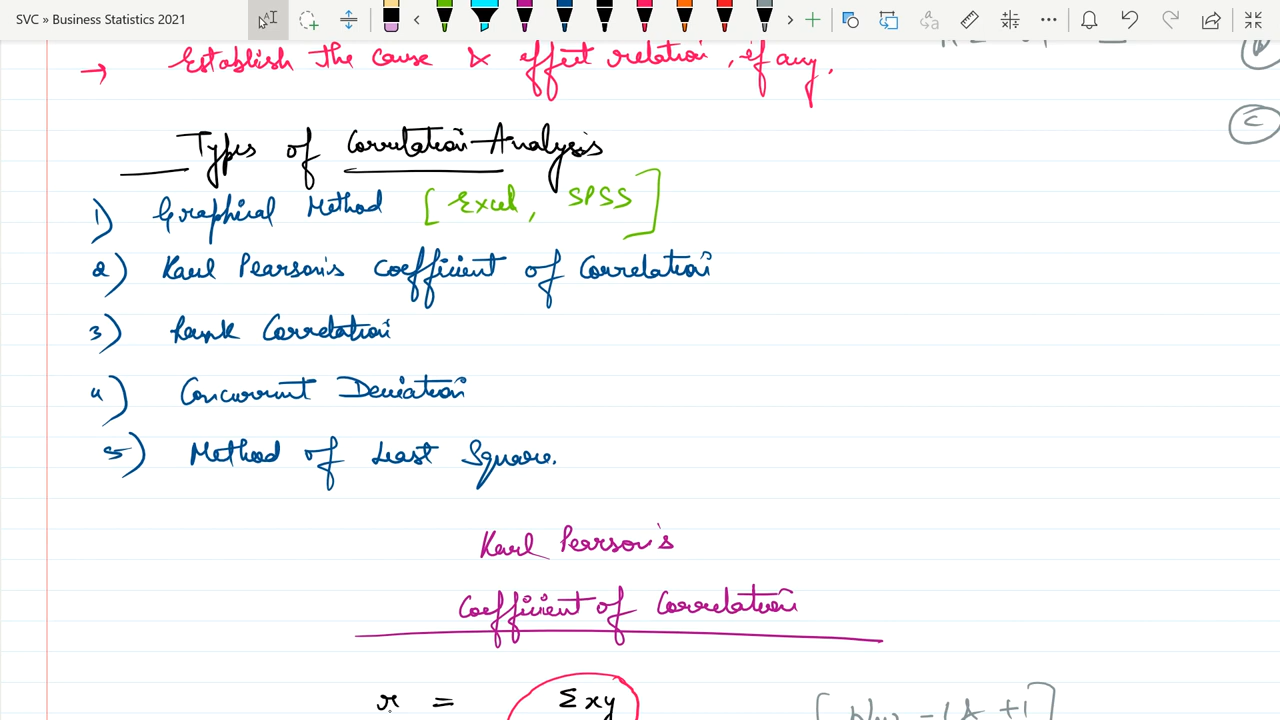 SVC » Business Statistics 2021
→ Establish the cause & effect relation, if any.
Types of Correlation Analysis
1) Graphical Method [Excel, SPSS]
2) Karl Pearson's Coefficient of Correlation
3) Rank Correlation
4) Concurrent Deviation
5) Method of Least Square.
Karl Pearson's
Coefficient of Correlation
r = Σxy